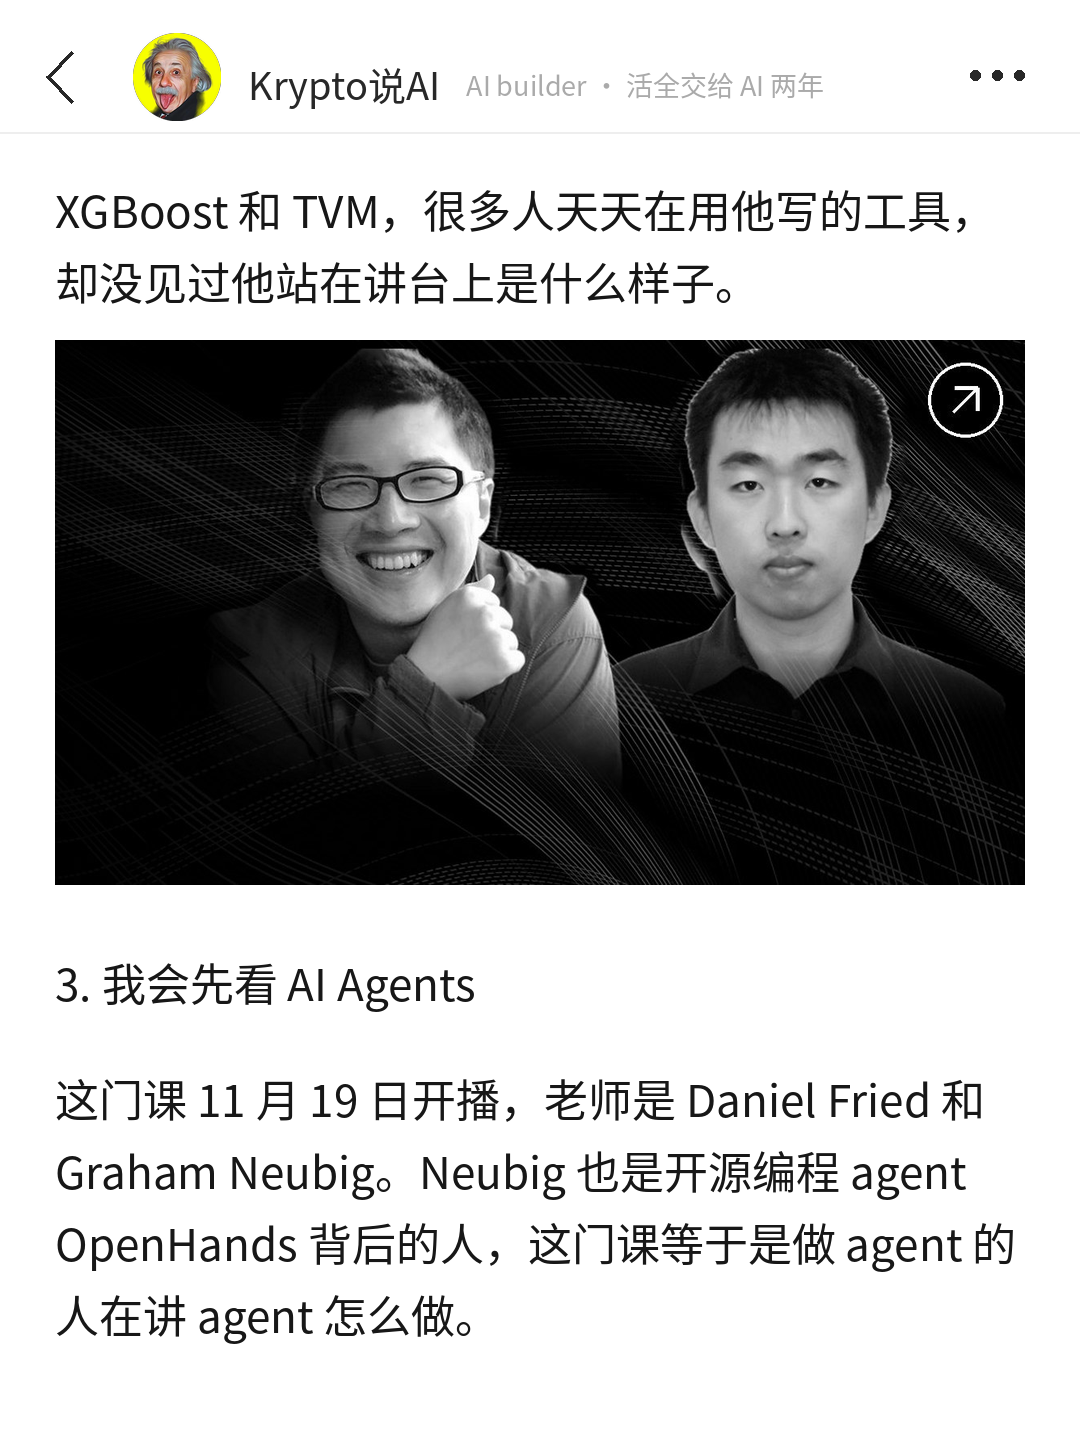 Krypto说AI AI builder · 活全交给 AI 两年
XGBoost 和 TVM，很多人天天在用他写的工具，
却没见过他站在讲台上是什么样子。
3. 我会先看 AI Agents
这门课 11 月 19 日开播，老师是 Daniel Fried 和
Graham Neubig。Neubig 也是开源编程 agent
OpenHands 背后的人，这门课等于是做 agent 的
人在讲 agent 怎么做。